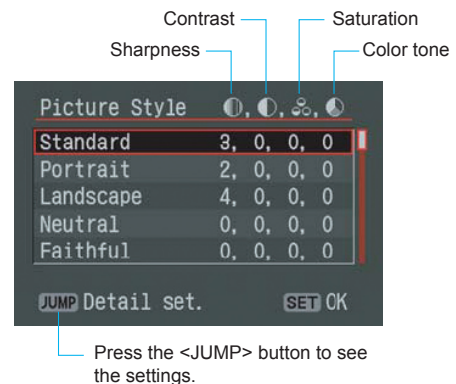 Contrast Saturation
Sharpness Color tone
Picture Style
Standard 3, 0, 0, 0
Portrait 2, 0, 0, 0
Landscape 4, 0, 0, 0
Neutral 0, 0, 0, 0
Faithful 0, 0, 0, 0
JUMP Detail set. SET OK
Press the <JUMP> button to see
the settings.